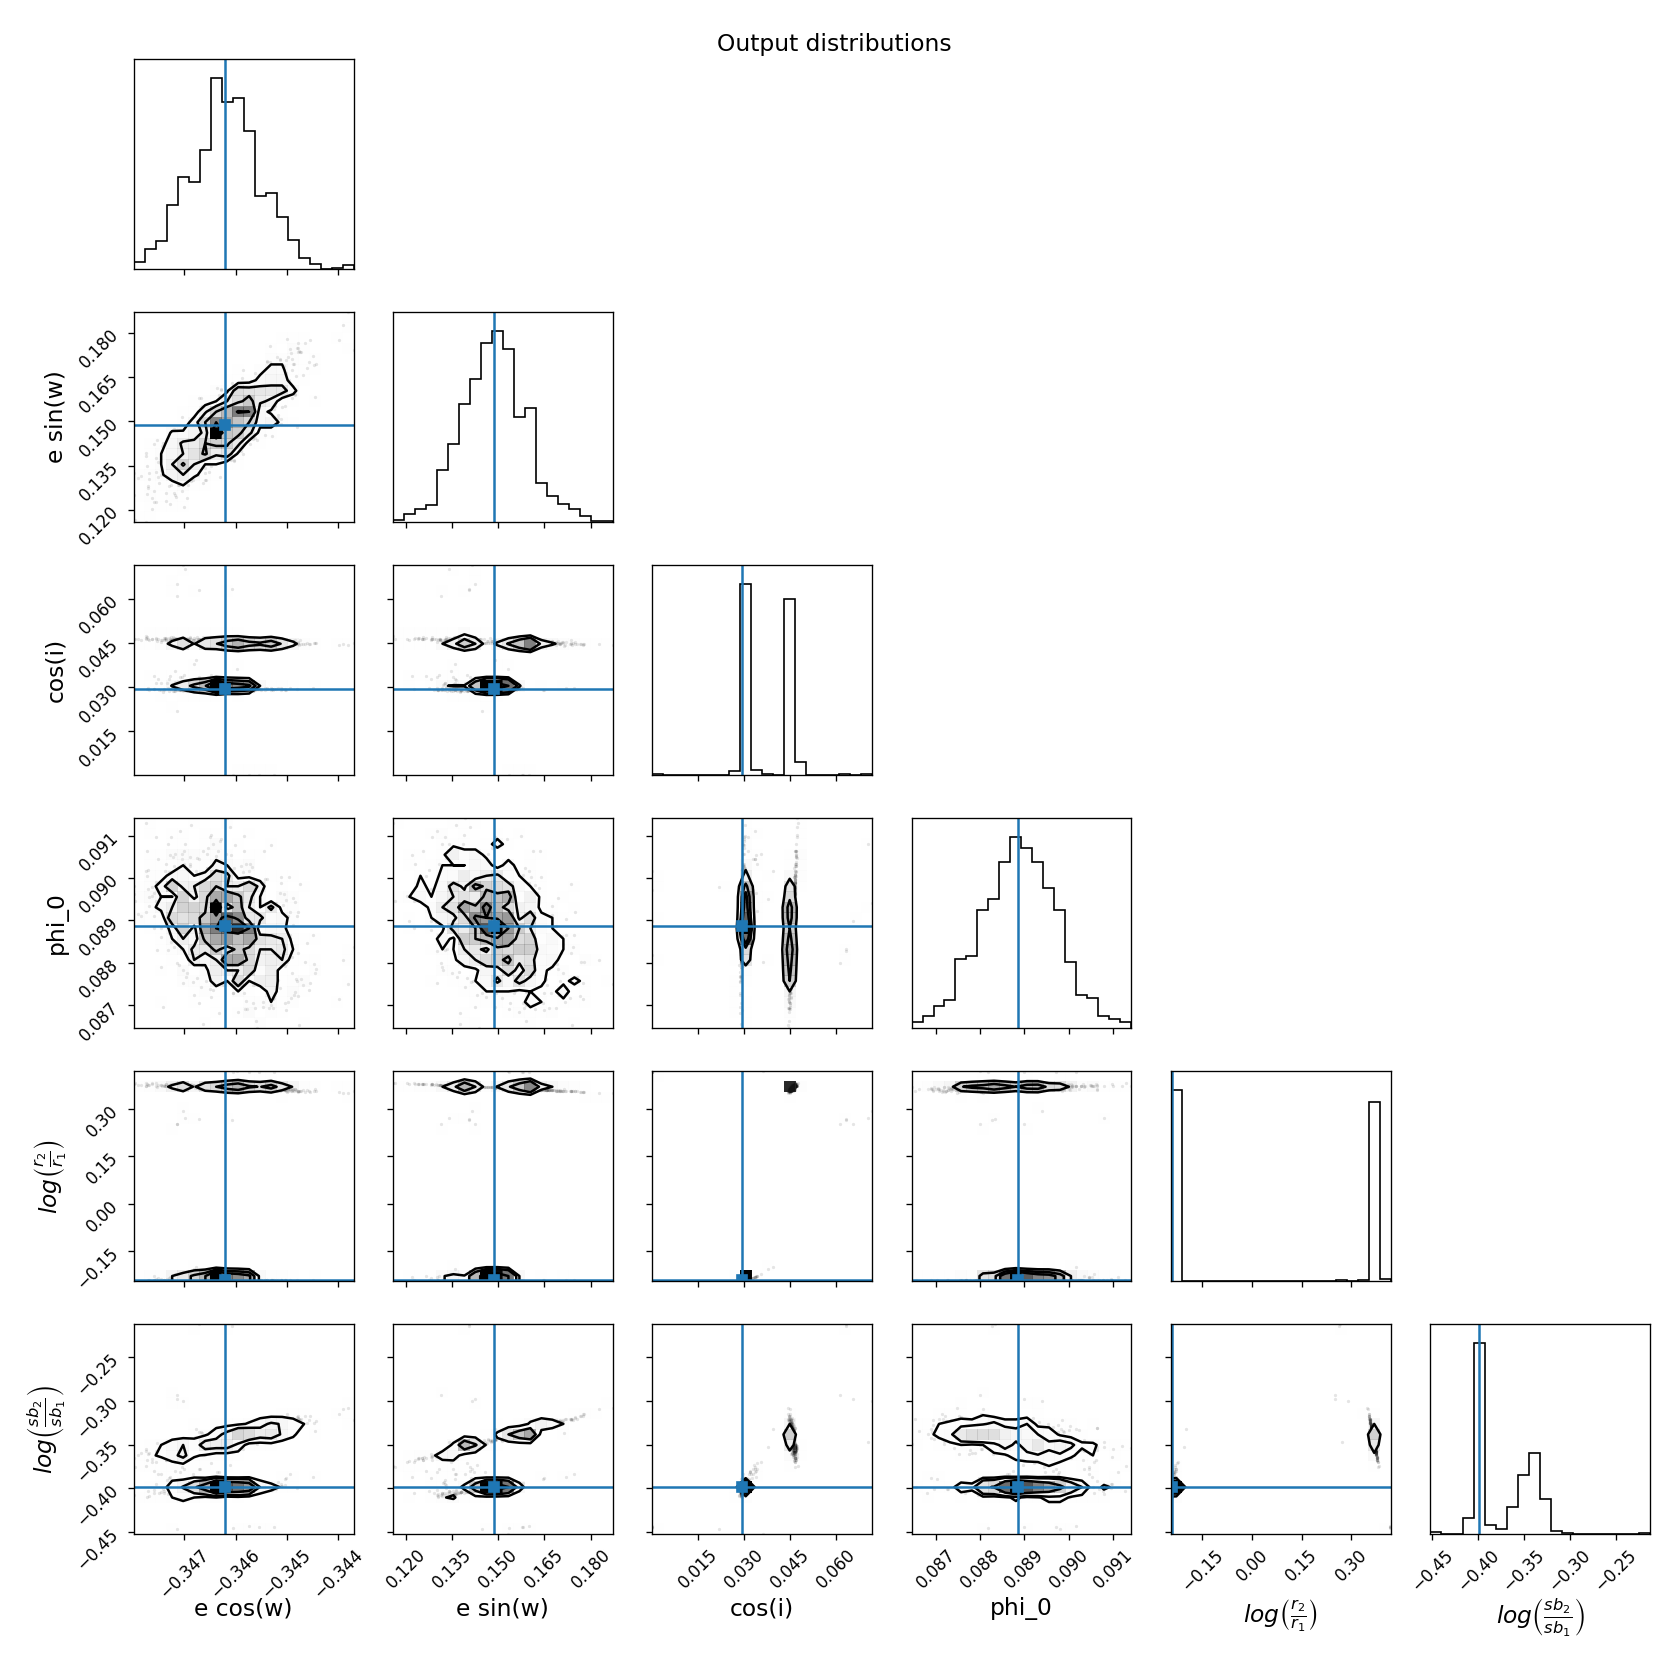 Output distributions
e sin(w)
0.180
0.165
0.150
0.135
0.120
cos(i)
0.060
0.045
0.030
0.015
phi_0
0.091
0.090
0.089
0.088
0.087
log(r₂/r₁)
0.30
0.15
0.00
−0.15
log(sb₂/sb₁)
−0.25
−0.30
−0.35
−0.40
−0.45
−0.347 −0.346 −0.345 −0.344 0.120 0.135 0.150 0.165 0.180 0.015 0.030 0.045 0.060 0.087 0.088 0.089 0.090 0.091 −0.15 0.00 0.15 0.30 −0.45 −0.40 −0.35 −0.30 −0.25
e cos(w) e sin(w) cos(i) phi_0 log(r₂/r₁) log(sb₂/sb₁)